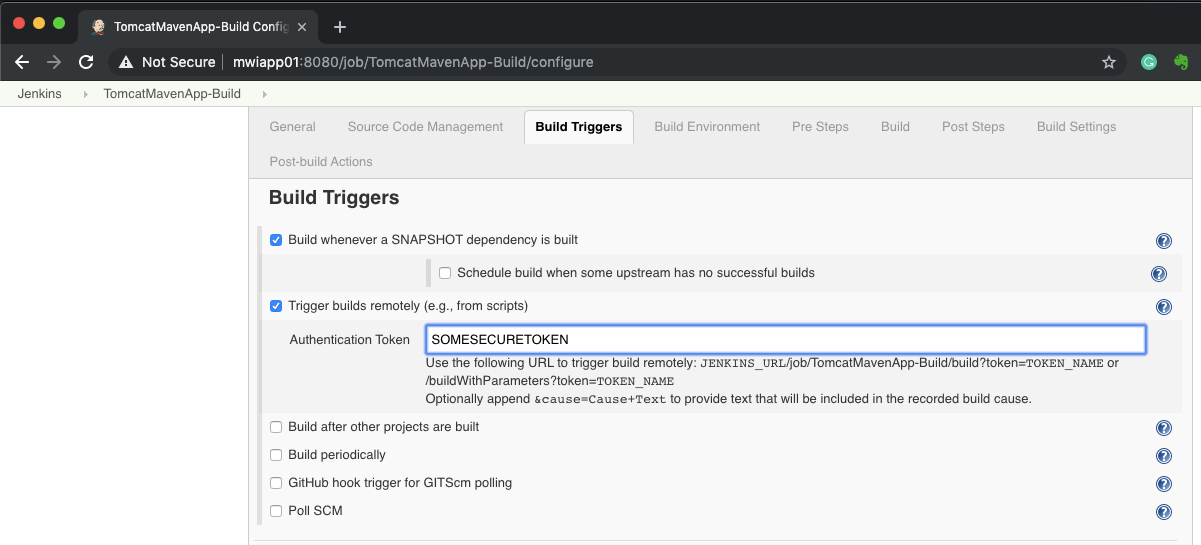 TomcatMavenApp-Build Config
Not Secure | mwiapp01:8080/job/TomcatMavenApp-Build/configure
Jenkins TomcatMavenApp-Build
General Source Code Management Build Triggers Build Environment Pre Steps Build Post Steps Build Settings
Post-build Actions
Build Triggers
Build whenever a SNAPSHOT dependency is built
Schedule build when some upstream has no successful builds
Trigger builds remotely (e.g., from scripts)
Authentication Token SOMESECURETOKEN
Use the following URL to trigger build remotely: JENKINS_URL/job/TomcatMavenApp-Build/build?token=TOKEN_NAME or
/buildWithParameters?token=TOKEN_NAME
Optionally append &cause=Cause+Text to provide text that will be included in the recorded build cause.
Build after other projects are built
Build periodically
GitHub hook trigger for GITScm polling
Poll SCM